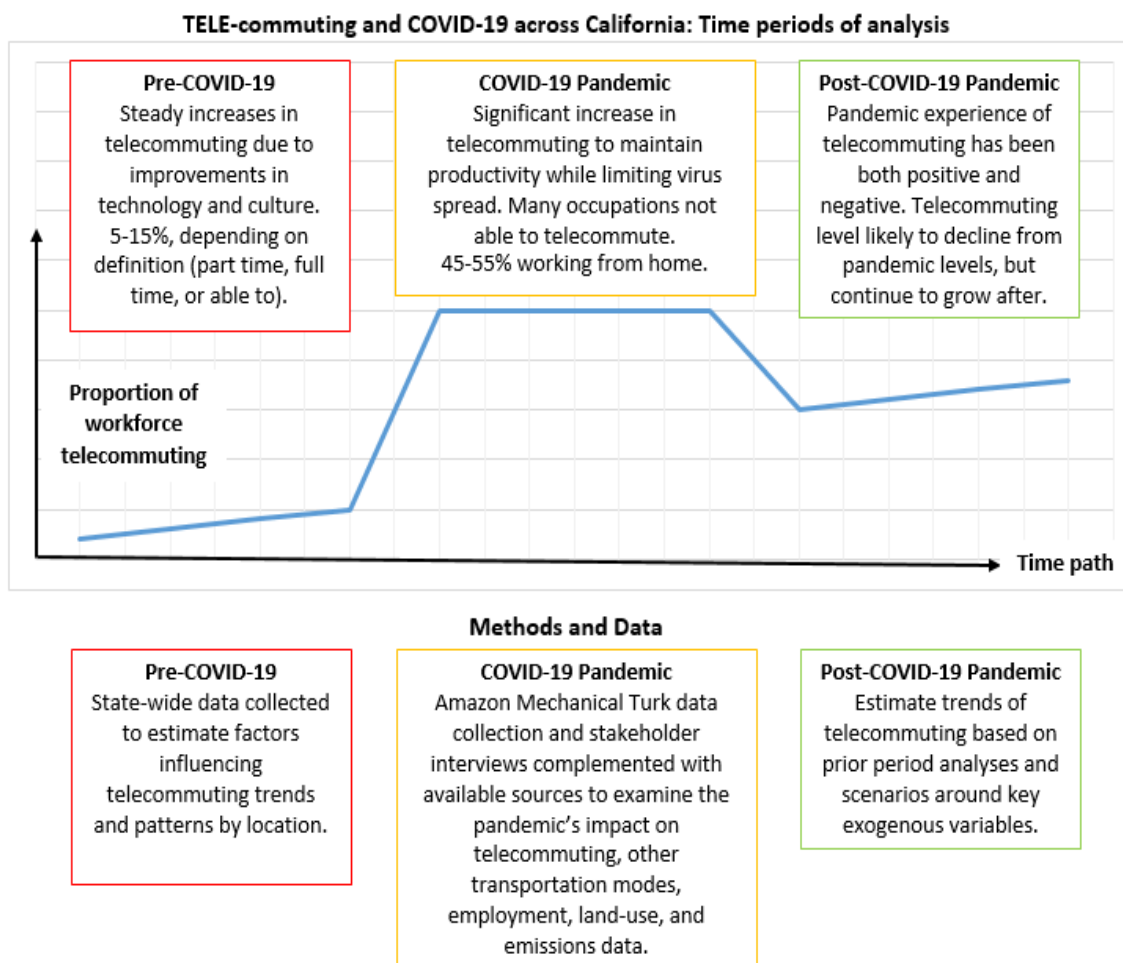 TELE-commuting and COVID-19 across California: Time periods of analysis
Pre-COVID-19
Steady increases in
telecommuting due to
improvements in
technology and culture.
5-15%, depending on
definition (part time, full
time, or able to).
COVID-19 Pandemic
Significant increase in
telecommuting to maintain
productivity while limiting virus
spread. Many occupations not
able to telecommute.
45-55% working from home.
Post-COVID-19 Pandemic
Pandemic experience of
telecommuting has been
both positive and
negative. Telecommuting
level likely to decline from
pandemic levels, but
continue to grow after.
Proportion of
workforce
telecommuting
Time path
Methods and Data
Pre-COVID-19
State-wide data collected
to estimate factors
influencing
telecommuting trends
and patterns by location.
COVID-19 Pandemic
Amazon Mechanical Turk data
collection and stakeholder
interviews complemented with
available sources to examine the
pandemic's impact on
telecommuting, other
transportation modes,
employment, land-use, and
emissions data.
Post-COVID-19 Pandemic
Estimate trends of
telecommuting based on
prior period analyses and
scenarios around key
exogenous variables.